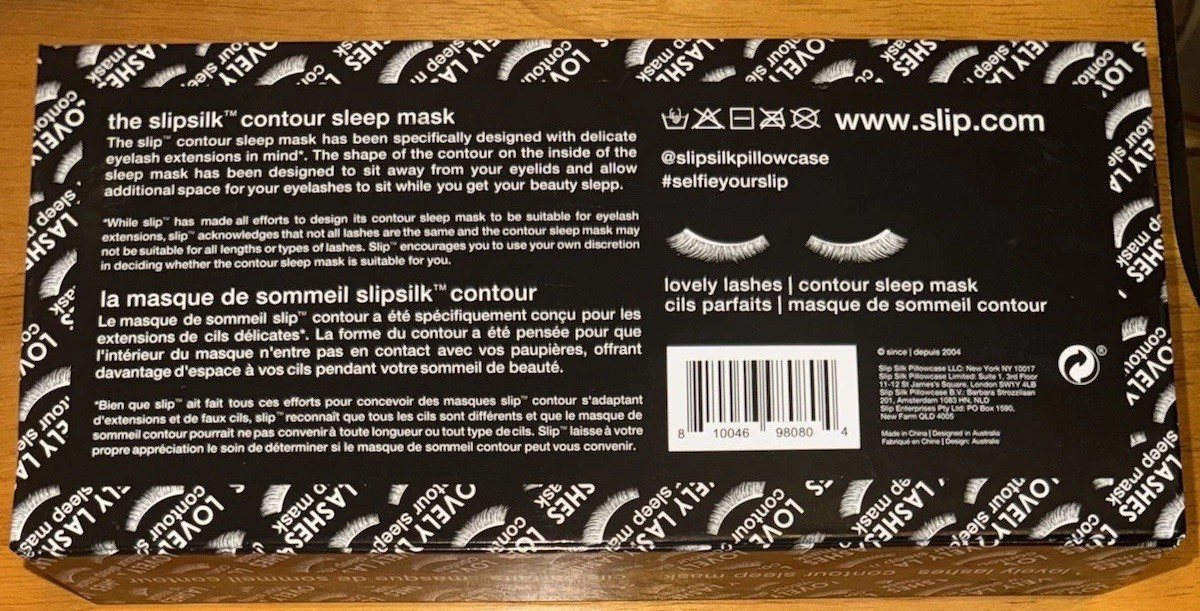 the slipsilk™ contour sleep mask
The slip™ contour sleep mask has been specifically designed with delicate
eyelash extensions in mind*. The shape of the contour on the inside of the
sleep mask has been designed to sit away from your eyelids and allow
additional space for your eyelashes to sit while you get your beauty slepp.
*While slip™ has made all efforts to design its contour sleep mask to be suitable for eyelash
extensions, slip™ acknowledges that not all lashes are the same and the contour sleep mask may
not be suitable for all lengths or types of lashes. Slip™ encourages you to use your own discretion
in deciding whether the contour sleep mask is suitable for you.
la masque de sommeil slipsilk™ contour
Le masque de sommeil slip™ contour a été spécifiquement conçu pour les
extensions de cils délicates*. La forme du contour a été pensée pour que
l'intérieur du masque n'entre pas en contact avec vos paupières, offrant
davantage d'espace à vos cils pendant votre sommeil de beauté.
*Bien que slip™ ait fait tous ces efforts pour concevoir des masques slip™ contour s'adaptant
d'extensions et de faux cils, slip™ reconnaît que tous les cils sont différents et que le masque de
sommeil contour pourrait ne pas convenir à toute longueur ou tout type de cils. Slip™ laisse à votre
propre appréciation le soin de déterminer si le masque de sommeil contour peut vous convenir.
www.slip.com
@slipsilkpillowcase
#selfieyourslip
lovely lashes | contour sleep mask
cils parfaits | masque de sommeil contour
8 10046 98080 4
© since | depuis 2004
Slip Silk Pillowcase LLC: New York NY 10017
Slip Silk Pillowcase Limited: Suite 1, 3rd Floor
11-12 St James's Square, London SW1Y 4LB
Slip Silk Pillowcase B.V.: Barbara Strozzilaan
201, Amsterdam 1083 HN, NLD
Slip Enterprises Pty Ltd: PO Box 1590,
New Farm QLD 4005
Made in China | Designed in Australia
Fabriqué en Chine | Design: Australie
®